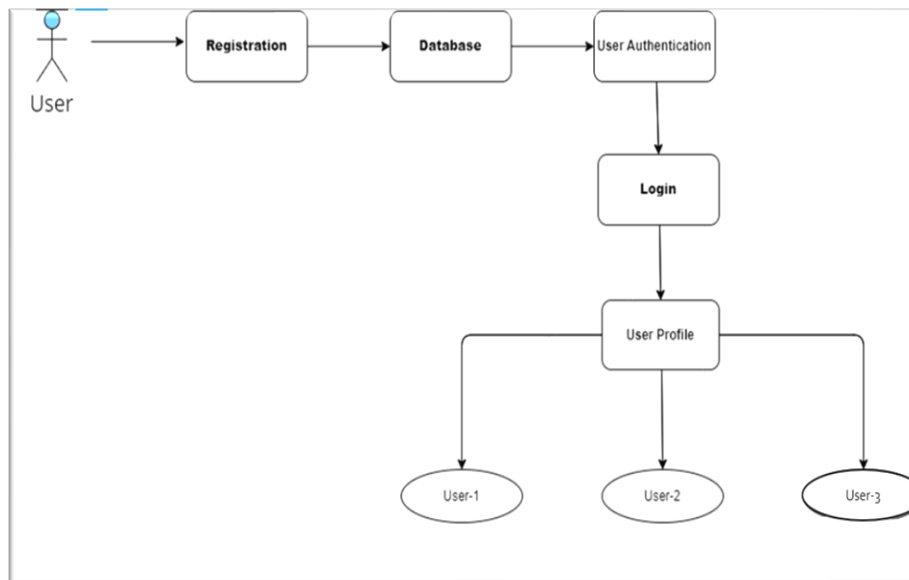 Registration
Database
User Authentication
User
Login
User Profile
User-1
User-2
User-3